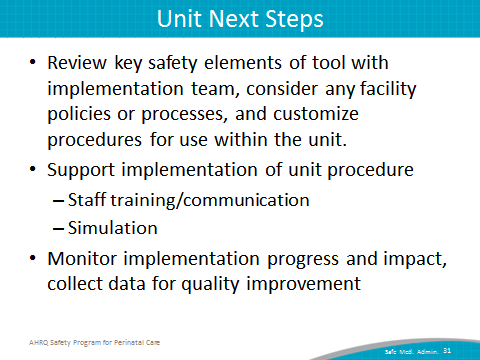 Unit Next Steps
• Review key safety elements of tool with
implementation team, consider any facility
policies or processes, and customize
procedures for use within the unit.
• Support implementation of unit procedure
– Staff training/communication
– Simulation
• Monitor implementation progress and impact,
collect data for quality improvement
AHRQ Safety Program for Perinatal Care
Safe Med. Admin. 31